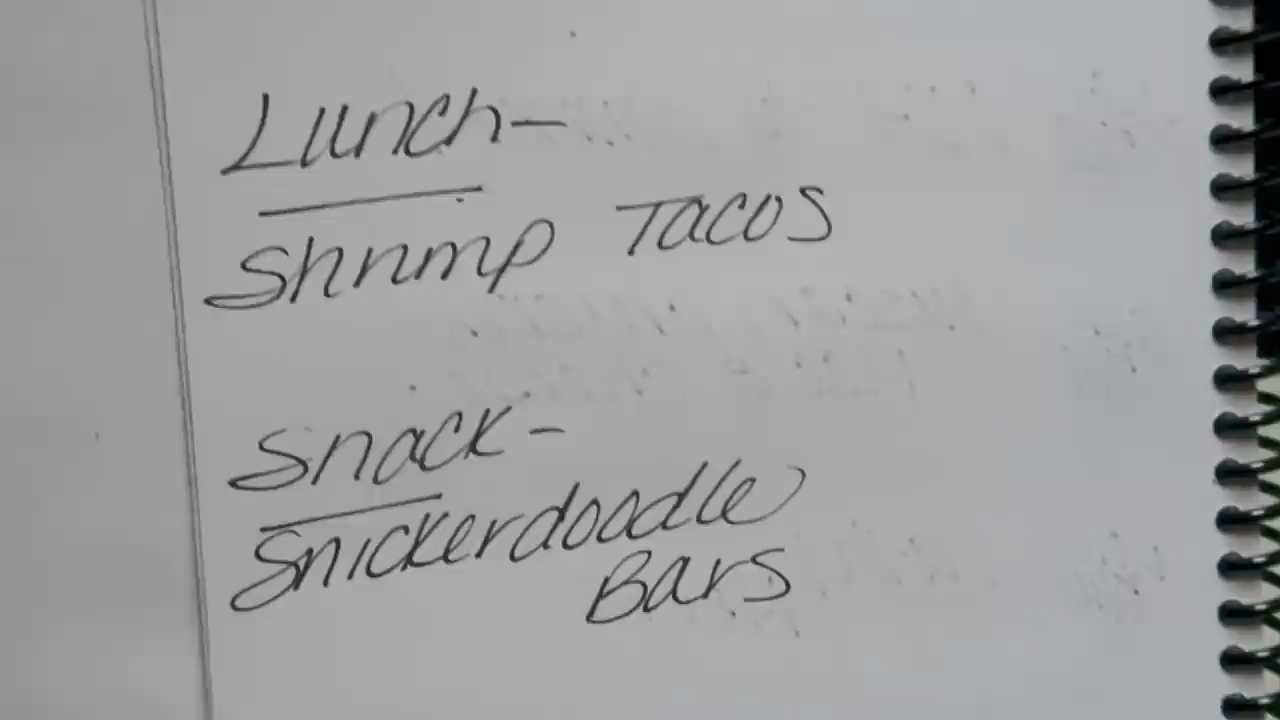 Lunch-
Shrimp Tacos
Snack-
Snickerdoodle
Bars